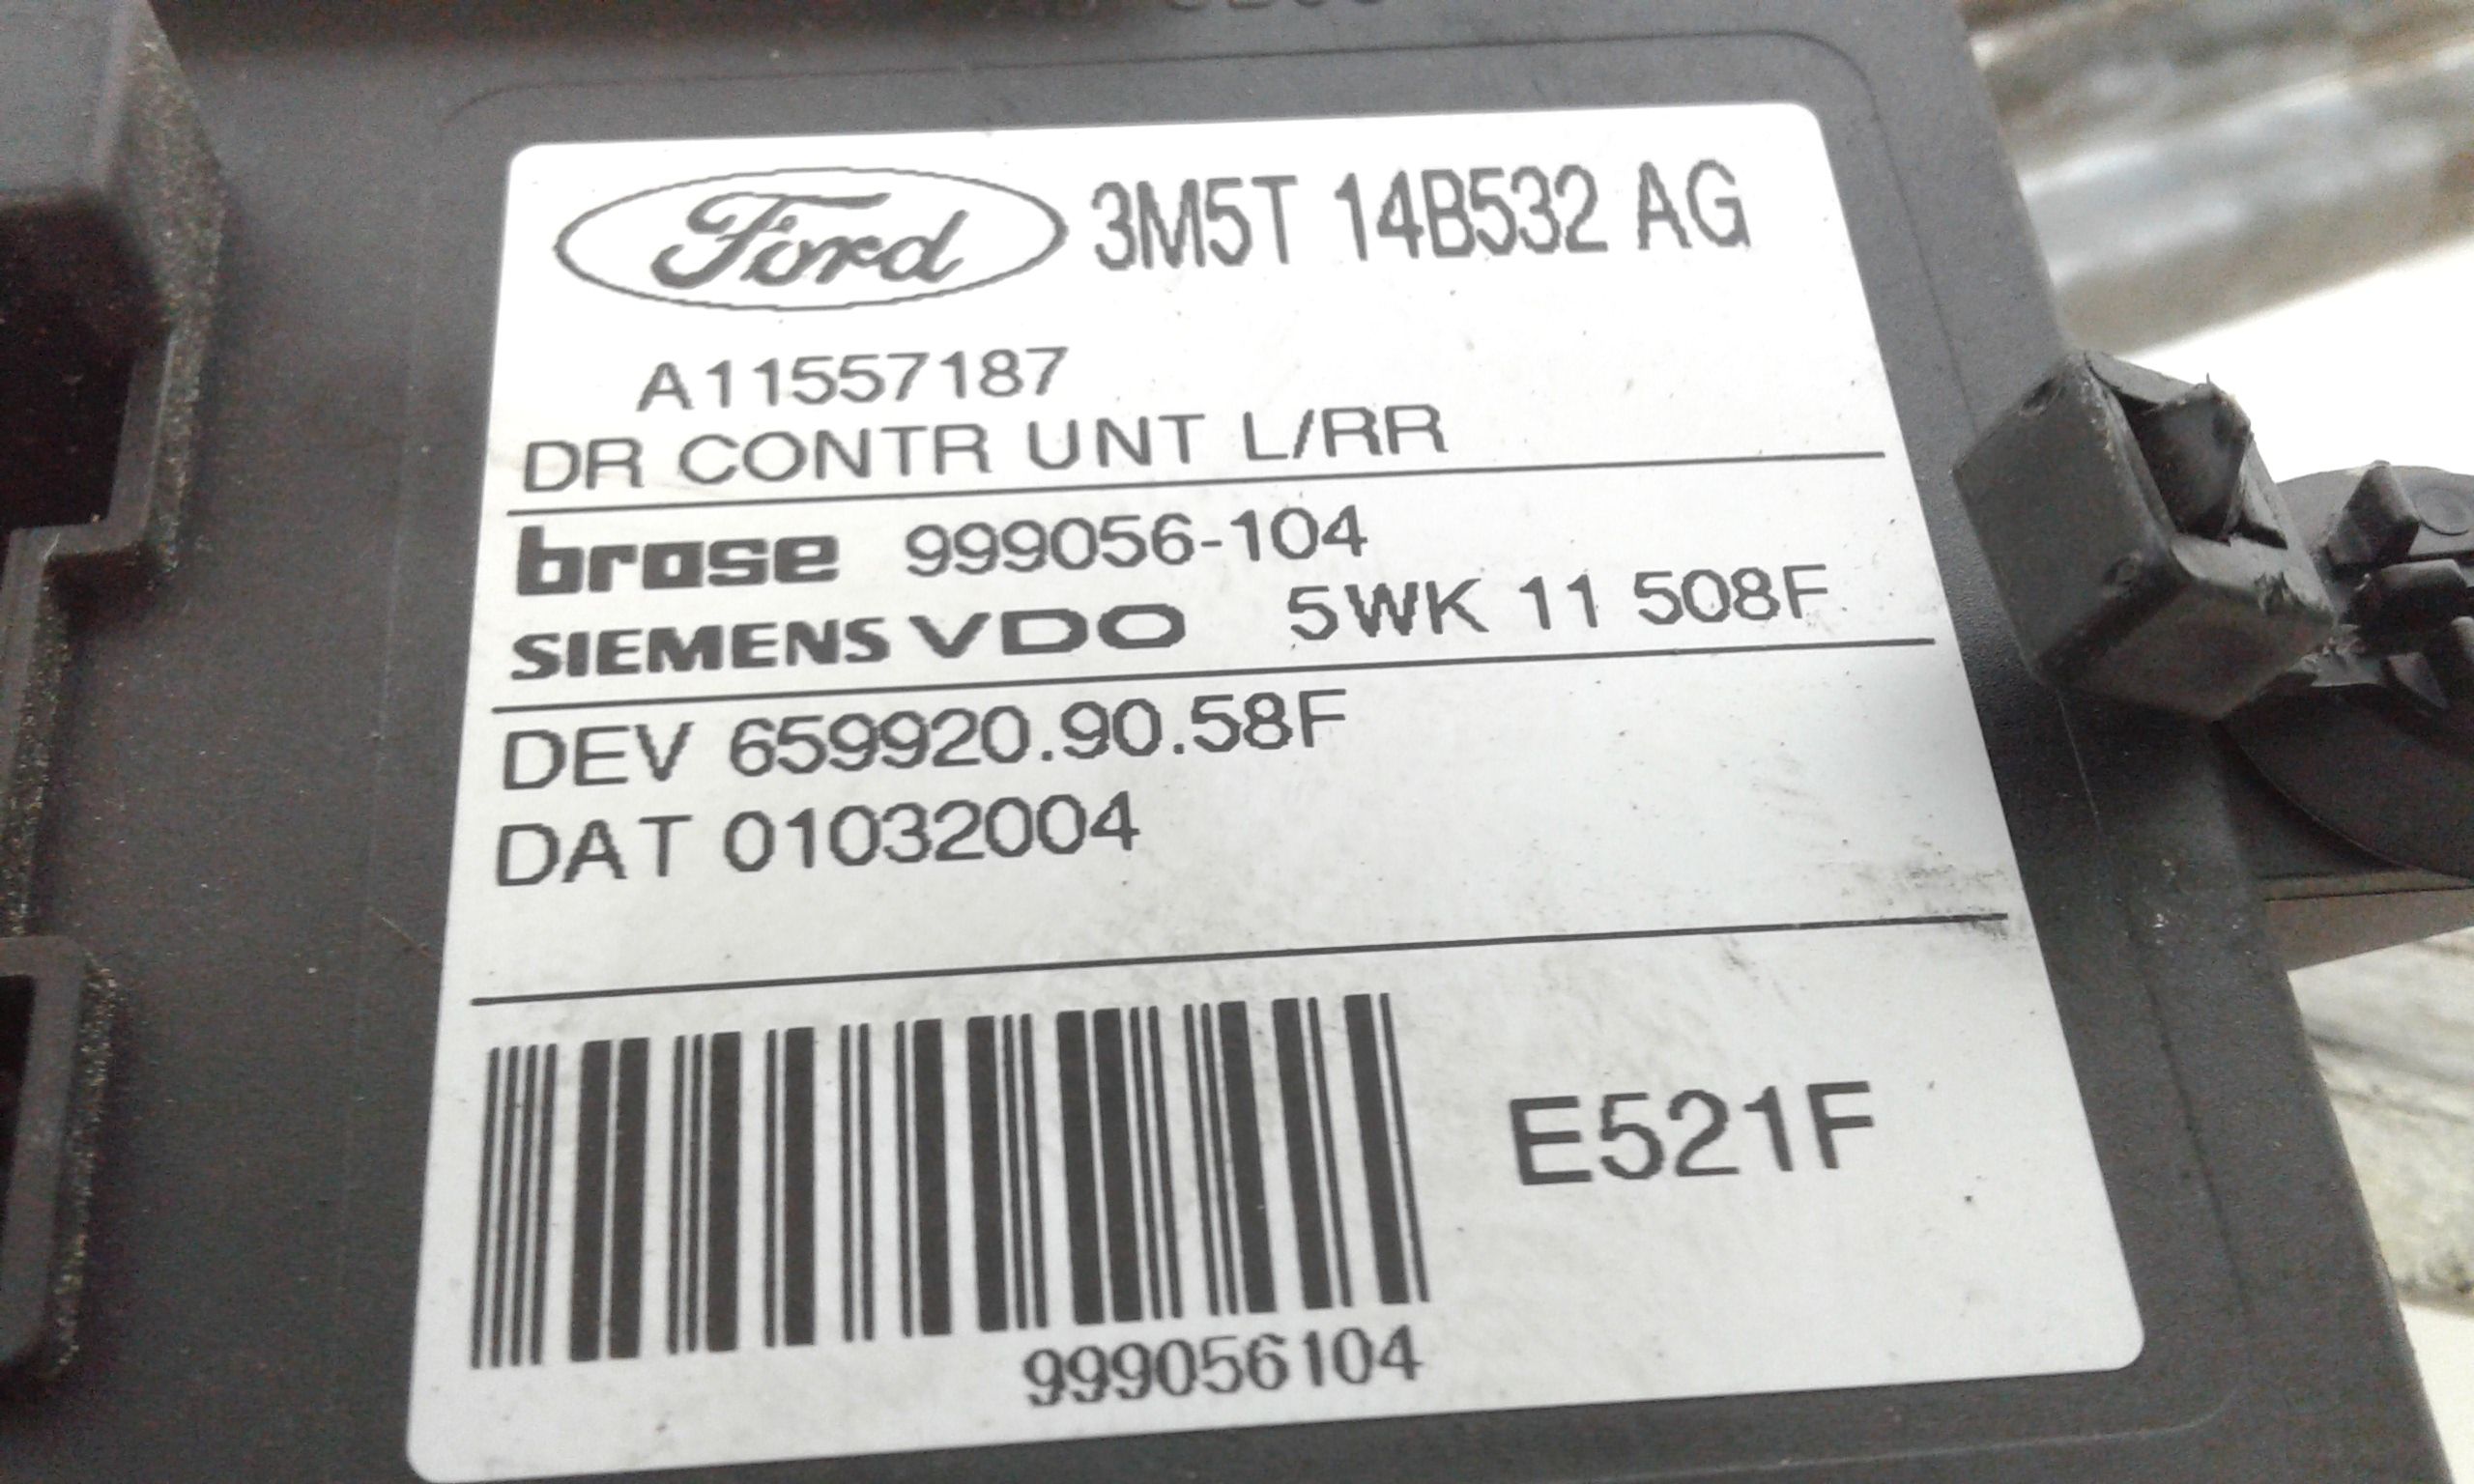 Ford 3M5T 14B532 AG
A11557187
DR CONTR UNT L/RR
brose 999056-104
SIEMENS VDO 5WK 11 508F
DEV 659920.90.58F
DAT 01032004
E521F
999056104